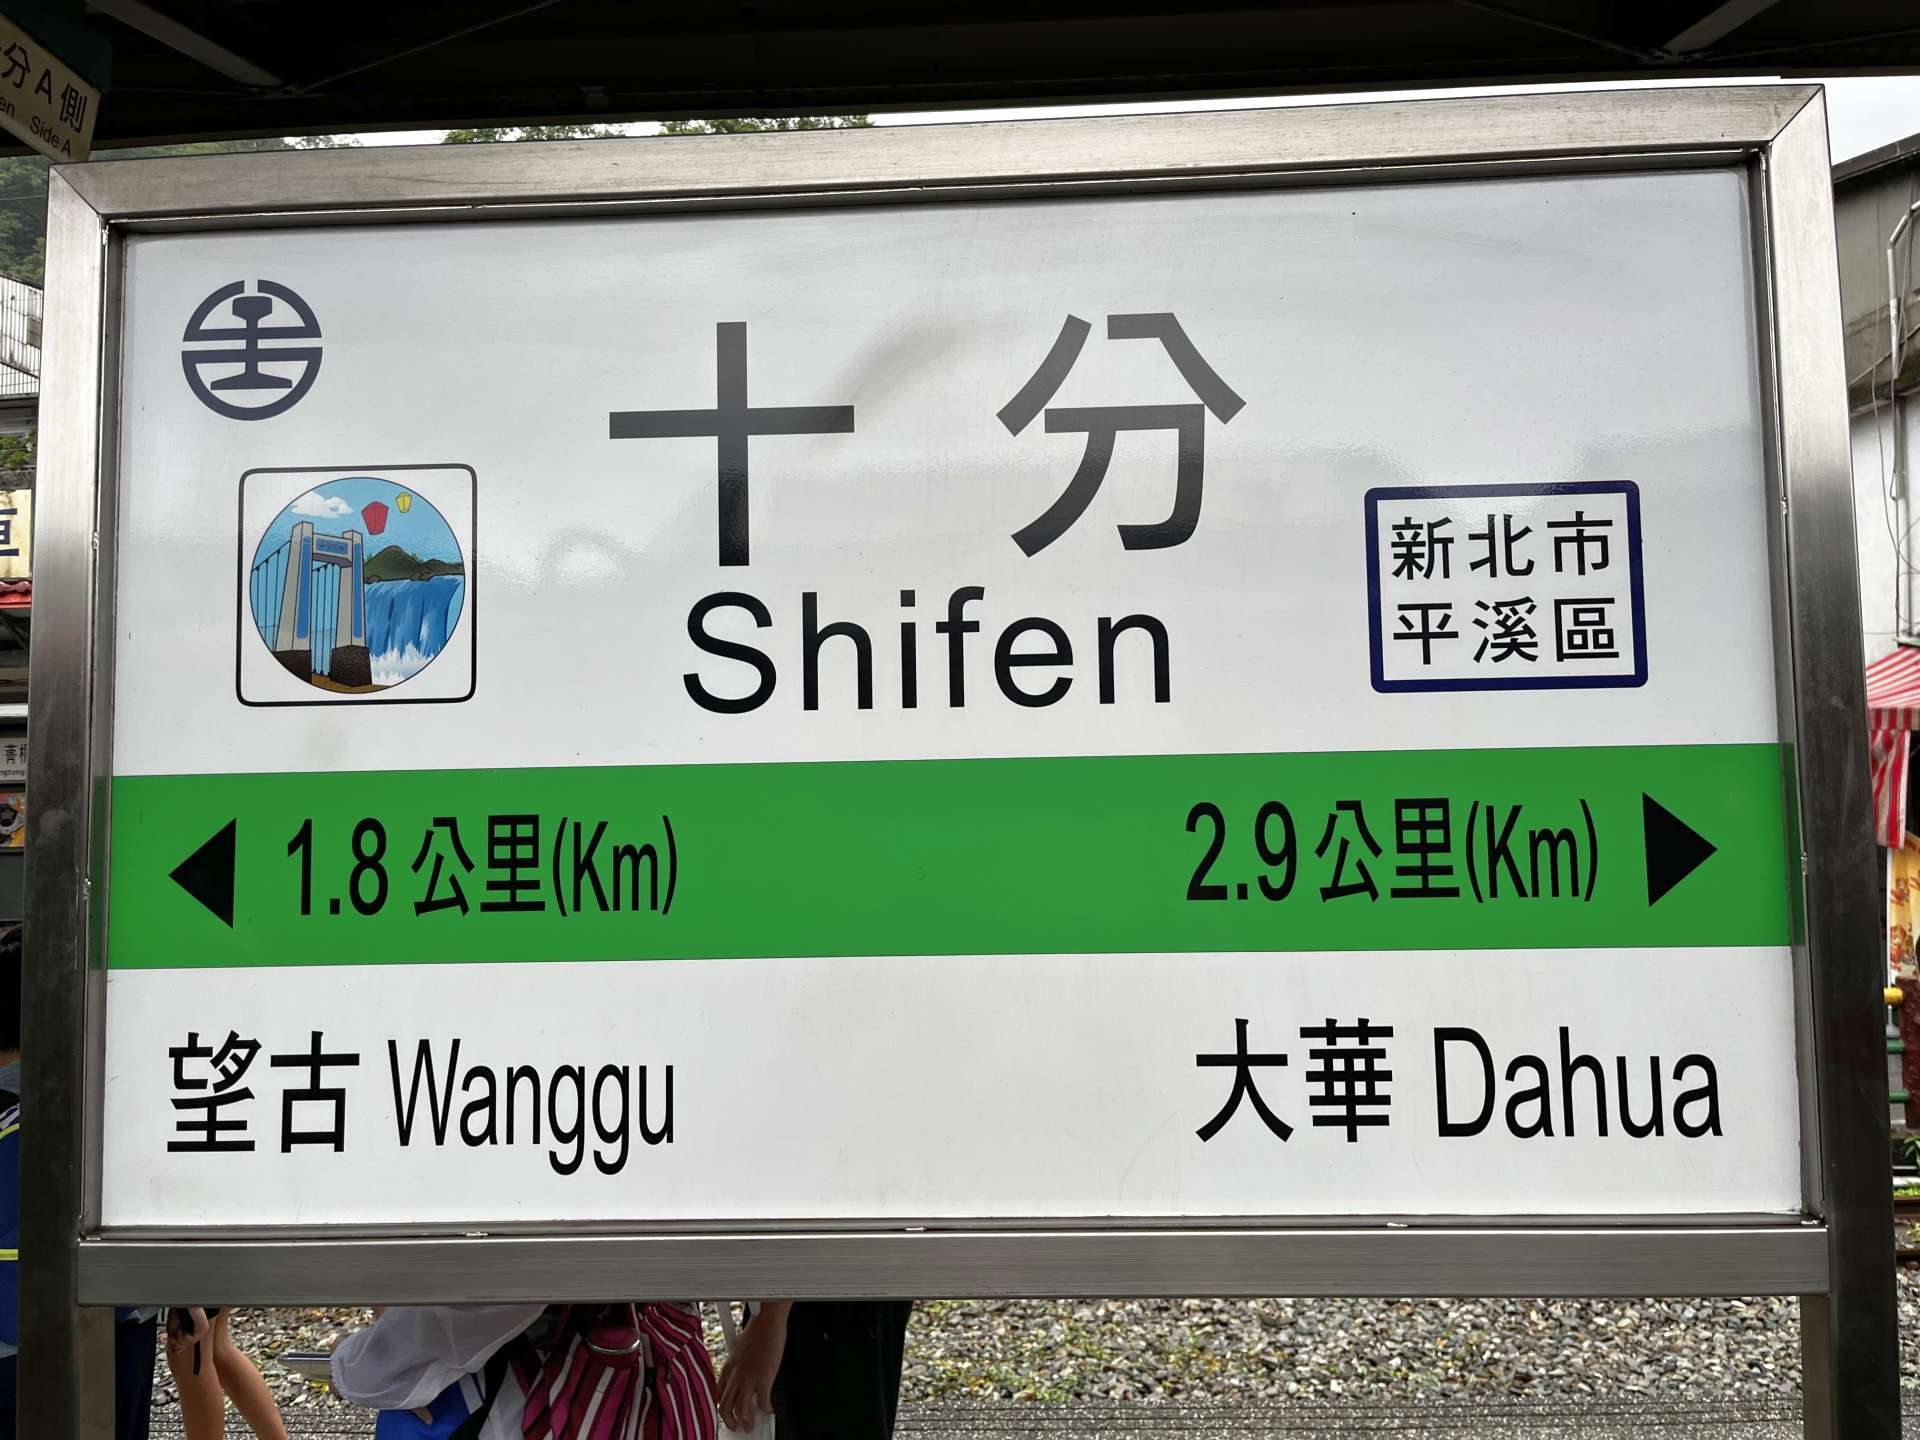 分 A 側
en Side A
十分
Shifen
新北市
平溪區
1.8 公里(Km)
2.9 公里(Km)
望古 Wanggu
大華 Dahua